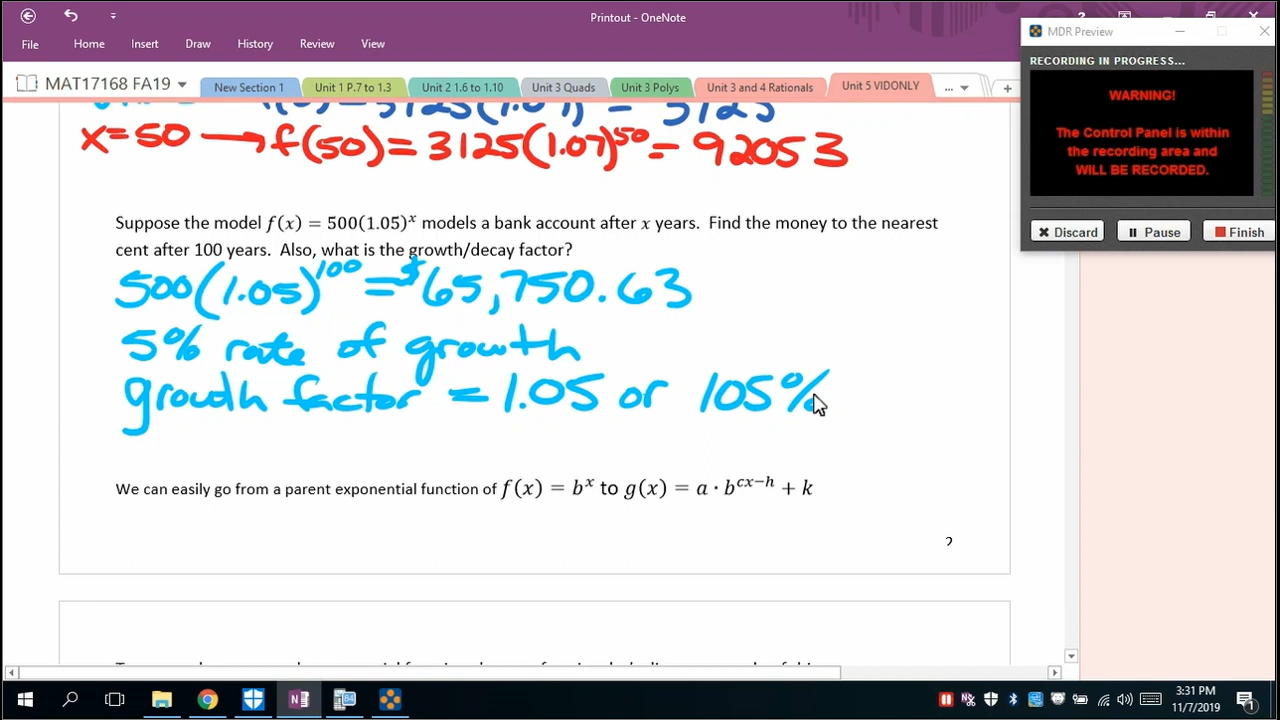 Printout - OneNote
?
File Home Insert Draw History Review View
MAT17168 FA19
New Section 1 Unit 1 P.7 to 1.3 Unit 2 1.6 to 1.10 Unit 3 Quads Unit 3 Polys Unit 3 and 4 Rationals Unit 5 VIDONLY ... +
MDR Preview
RECORDING IN PROGRESS...
WARNING!
The Control Panel is within
the recording area and
WILL BE RECORDED.
Discard Pause Finish
x=50 → f(50)= 3125(1.07)^50 = 92053
Suppose the model f(x) = 500(1.05)^x models a bank account after x years. Find the money to the nearest
cent after 100 years. Also, what is the growth/decay factor?
500(1.05)^100 = $65,750.63
5% rate of growth
growth factor = 1.05 or 105%
We can easily go from a parent exponential function of f(x) = b^x to g(x) = a · b^(cx−h) + k
2
3:31 PM
11/7/2019
1